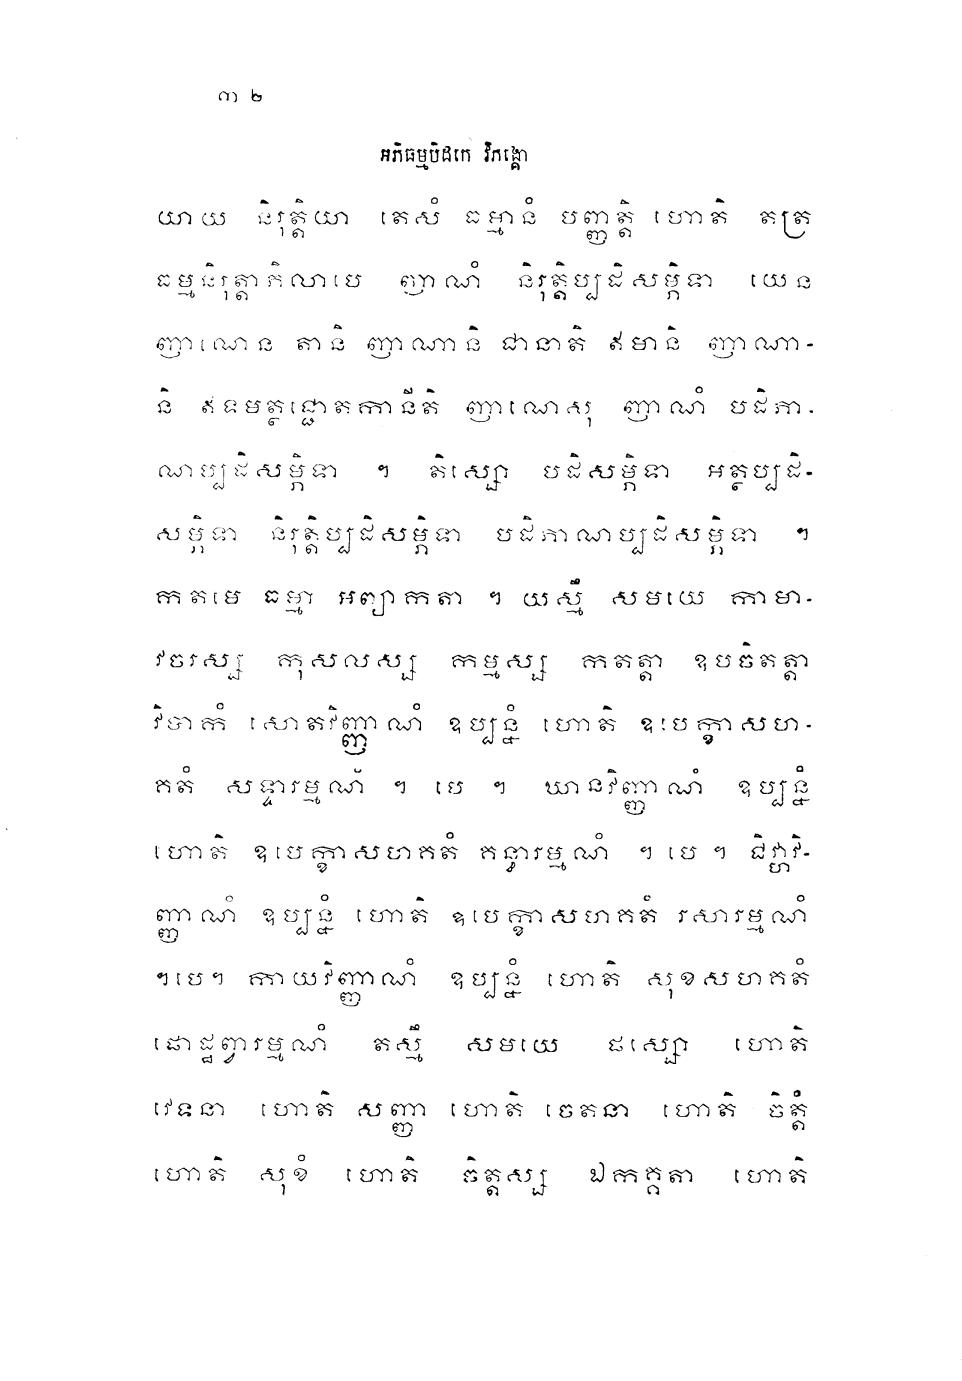 ៣២
អភិធម្មបិដកេ វិភង្គោ
យាយ និរុត្តិយា តេសំ ធម្មានំ បញ្ញត្តិ ហោតិ តត្រ
ធម្មនិរុត្តាភិលាបេ ញាណំ និរុត្តិប្បដិសម្ភិទា យេន
ញាណេន តានិ ញាណានិ ជានាតិ ឥមានិ ញាណា-
និ ឥទមត្ថជ្ជោតកានីតិ ញាណេសុ ញាណំ បដិភា-
ណប្បដិសម្ភិទា ។ តិស្សោ បដិសម្ភិទា អត្ថប្បដិ-
សម្ភិទា និរុត្តិប្បដិសម្ភិទា បដិភាណប្បដិសម្ភិទា ។
កតមេ ធម្មា អព្យាកតា ។ យស្មឹ សមយេ កាមា-
វចរស្ស កុសលស្ស កម្មស្ស កតត្តា ឧបចិតត្តា
វិបាកំ សោតវិញ្ញាណំ ឧប្បន្នំ ហោតិ ឧបេក្ខាសហ-
គតំ សទ្ទារម្មណំ ។ បេ ។ ឃានវិញ្ញាណំ ឧប្បន្នំ
ហោតិ ឧបេក្ខាសហគតំ គន្ធារម្មណំ ។ បេ ។ ជិវ្ហាវិ-
ញ្ញាណំ ឧប្បន្នំ ហោតិ ឧបេក្ខាសហគតំ រសារម្មណំ
។បេ។ កាយវិញ្ញាណំ ឧប្បន្នំ ហោតិ សុខសហគតំ
ផោដ្ឋព្វារម្មណំ តស្មឹ សមយេ ផស្សោ ហោតិ
វេទនា ហោតិ សញ្ញា ហោតិ ចេតនា ហោតិ ចិត្តំ
ហោតិ សុខំ ហោតិ ចិត្តស្ស ឯកគ្គតា ហោតិ